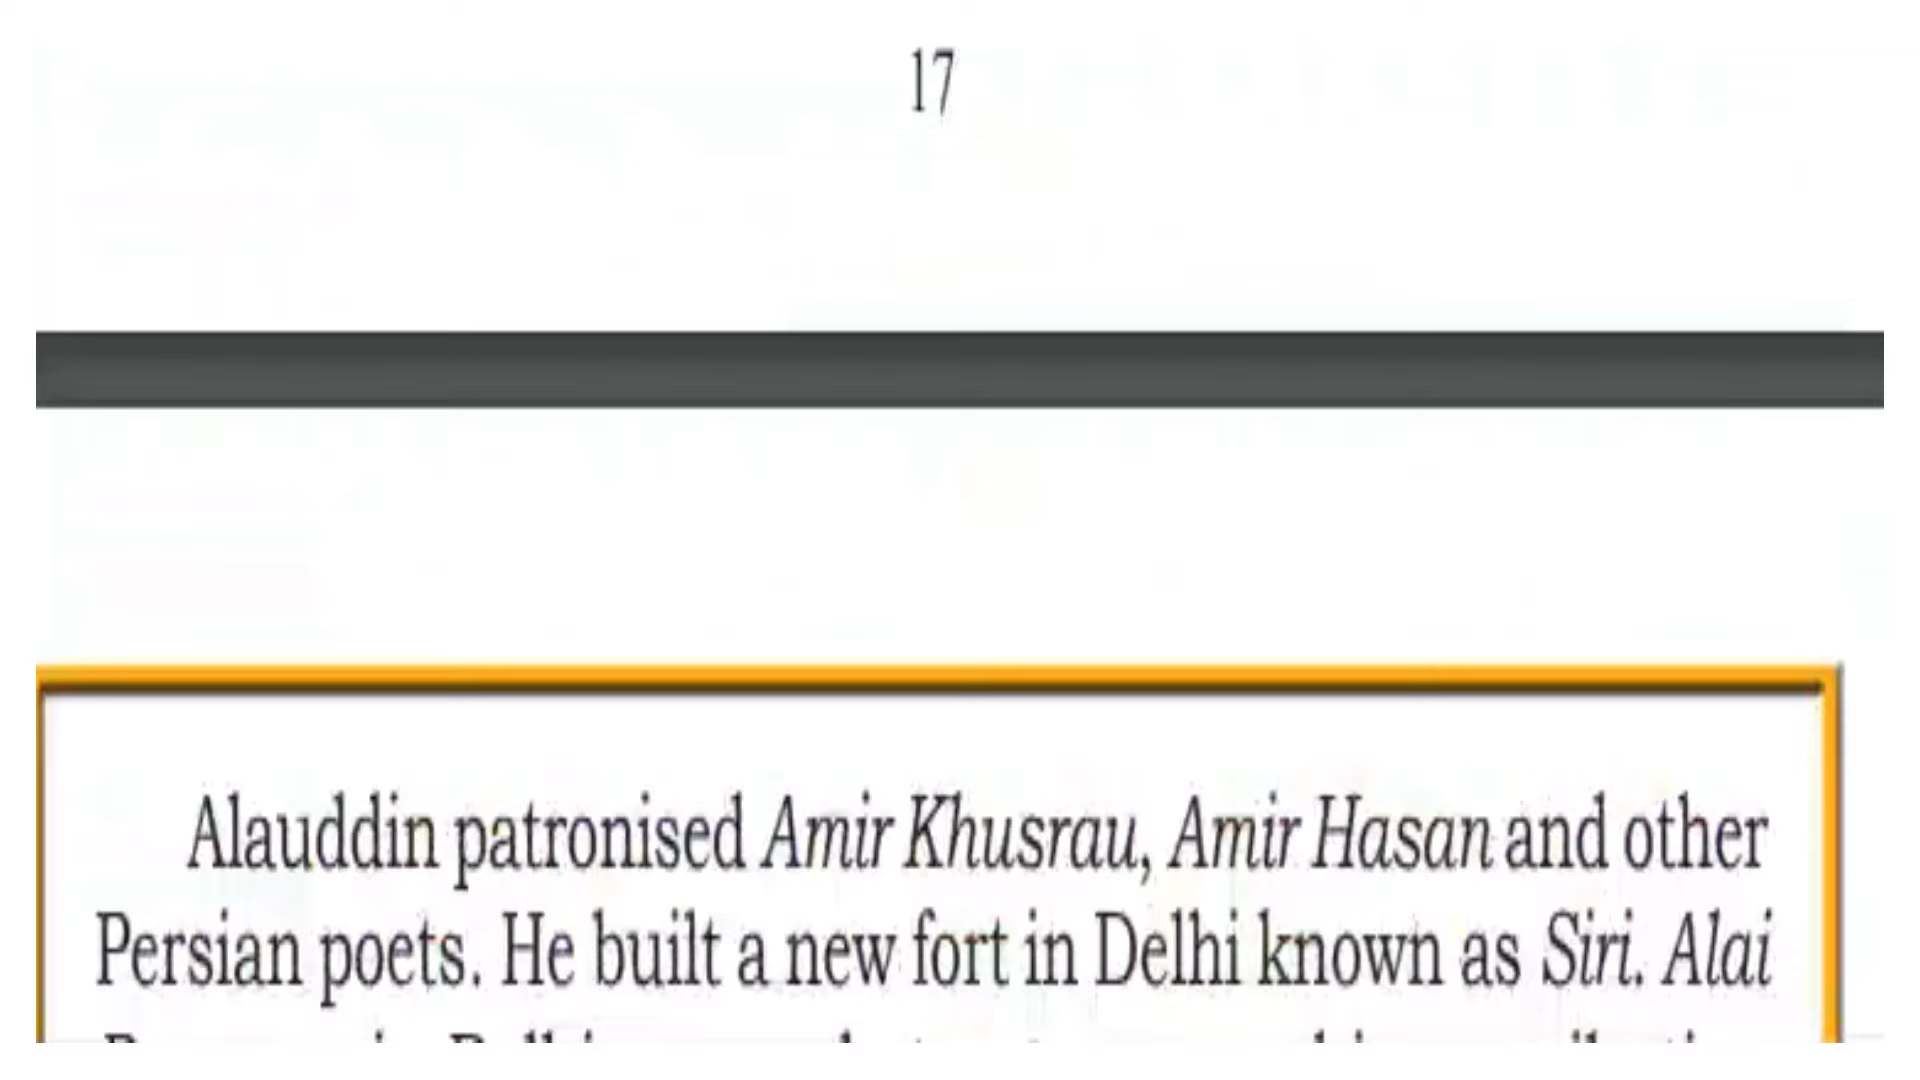 17
Alauddin patronised Amir Khusrau, Amir Hasan and other
Persian poets. He built a new fort in Delhi known as Siri. Alai